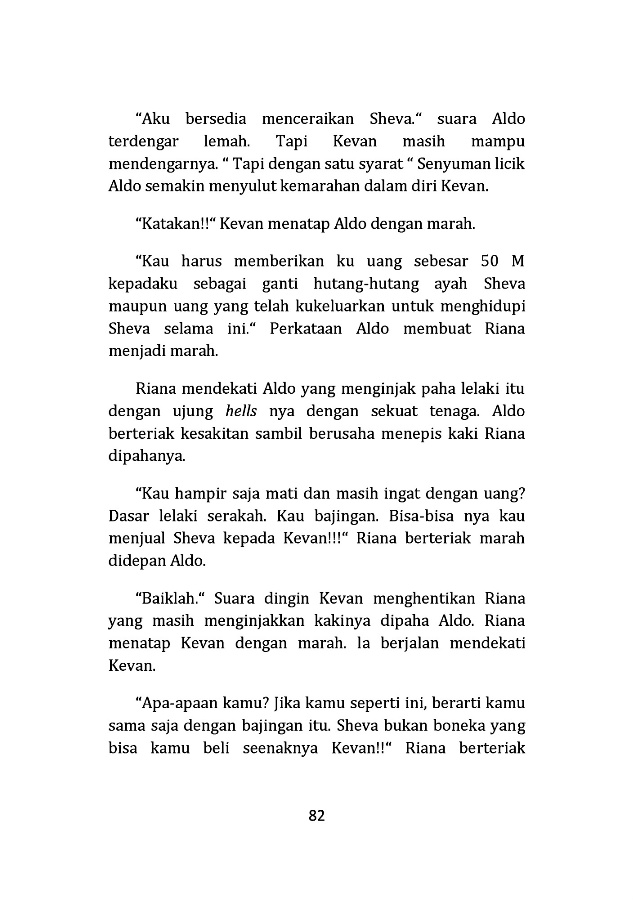 “Aku bersedia menceraikan Sheva.“ suara Aldo
terdengar lemah. Tapi Kevan masih mampu
mendengarnya. “ Tapi dengan satu syarat “ Senyuman licik
Aldo semakin menyulut kemarahan dalam diri Kevan.
“Katakan!!“ Kevan menatap Aldo dengan marah.
“Kau harus memberikan ku uang sebesar 50 M
kepadaku sebagai ganti hutang-hutang ayah Sheva
maupun uang yang telah kukeluarkan untuk menghidupi
Sheva selama ini.“ Perkataan Aldo membuat Riana
menjadi marah.
Riana mendekati Aldo yang menginjak paha lelaki itu
dengan ujung hells nya dengan sekuat tenaga. Aldo
berteriak kesakitan sambil berusaha menepis kaki Riana
dipahanya.
“Kau hampir saja mati dan masih ingat dengan uang?
Dasar lelaki serakah. Kau bajingan. Bisa-bisa nya kau
menjual Sheva kepada Kevan!!!“ Riana berteriak marah
didepan Aldo.
“Baiklah.“ Suara dingin Kevan menghentikan Riana
yang masih menginjakkan kakinya dipaha Aldo. Riana
menatap Kevan dengan marah. Ia berjalan mendekati
Kevan.
“Apa-apaan kamu? Jika kamu seperti ini, berarti kamu
sama saja dengan bajingan itu. Sheva bukan boneka yang
bisa kamu beli seenaknya Kevan!!“ Riana berteriak
82